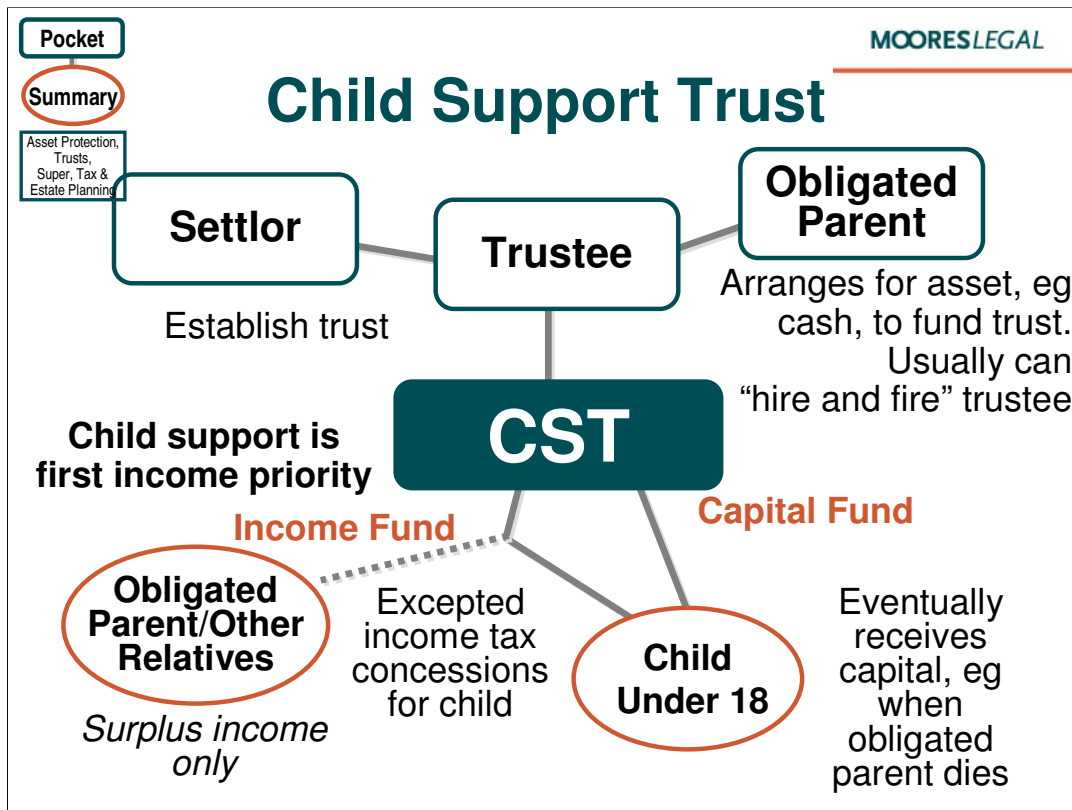 Pocket
Summary
Asset Protection,
Trusts,
Super, Tax &
Estate Planning
MOORESLEGAL
Child Support Trust
Settlor
Trustee
Obligated
Parent
Establish trust
Arranges for asset, eg
cash, to fund trust.
Usually can
“hire and fire” trustee
CST
Child support is
first income priority
Income Fund
Capital Fund
Obligated
Parent/Other
Relatives
Surplus income
only
Excepted
income tax
concessions
for child
Child
Under 18
Eventually
receives
capital, eg
when
obligated
parent dies